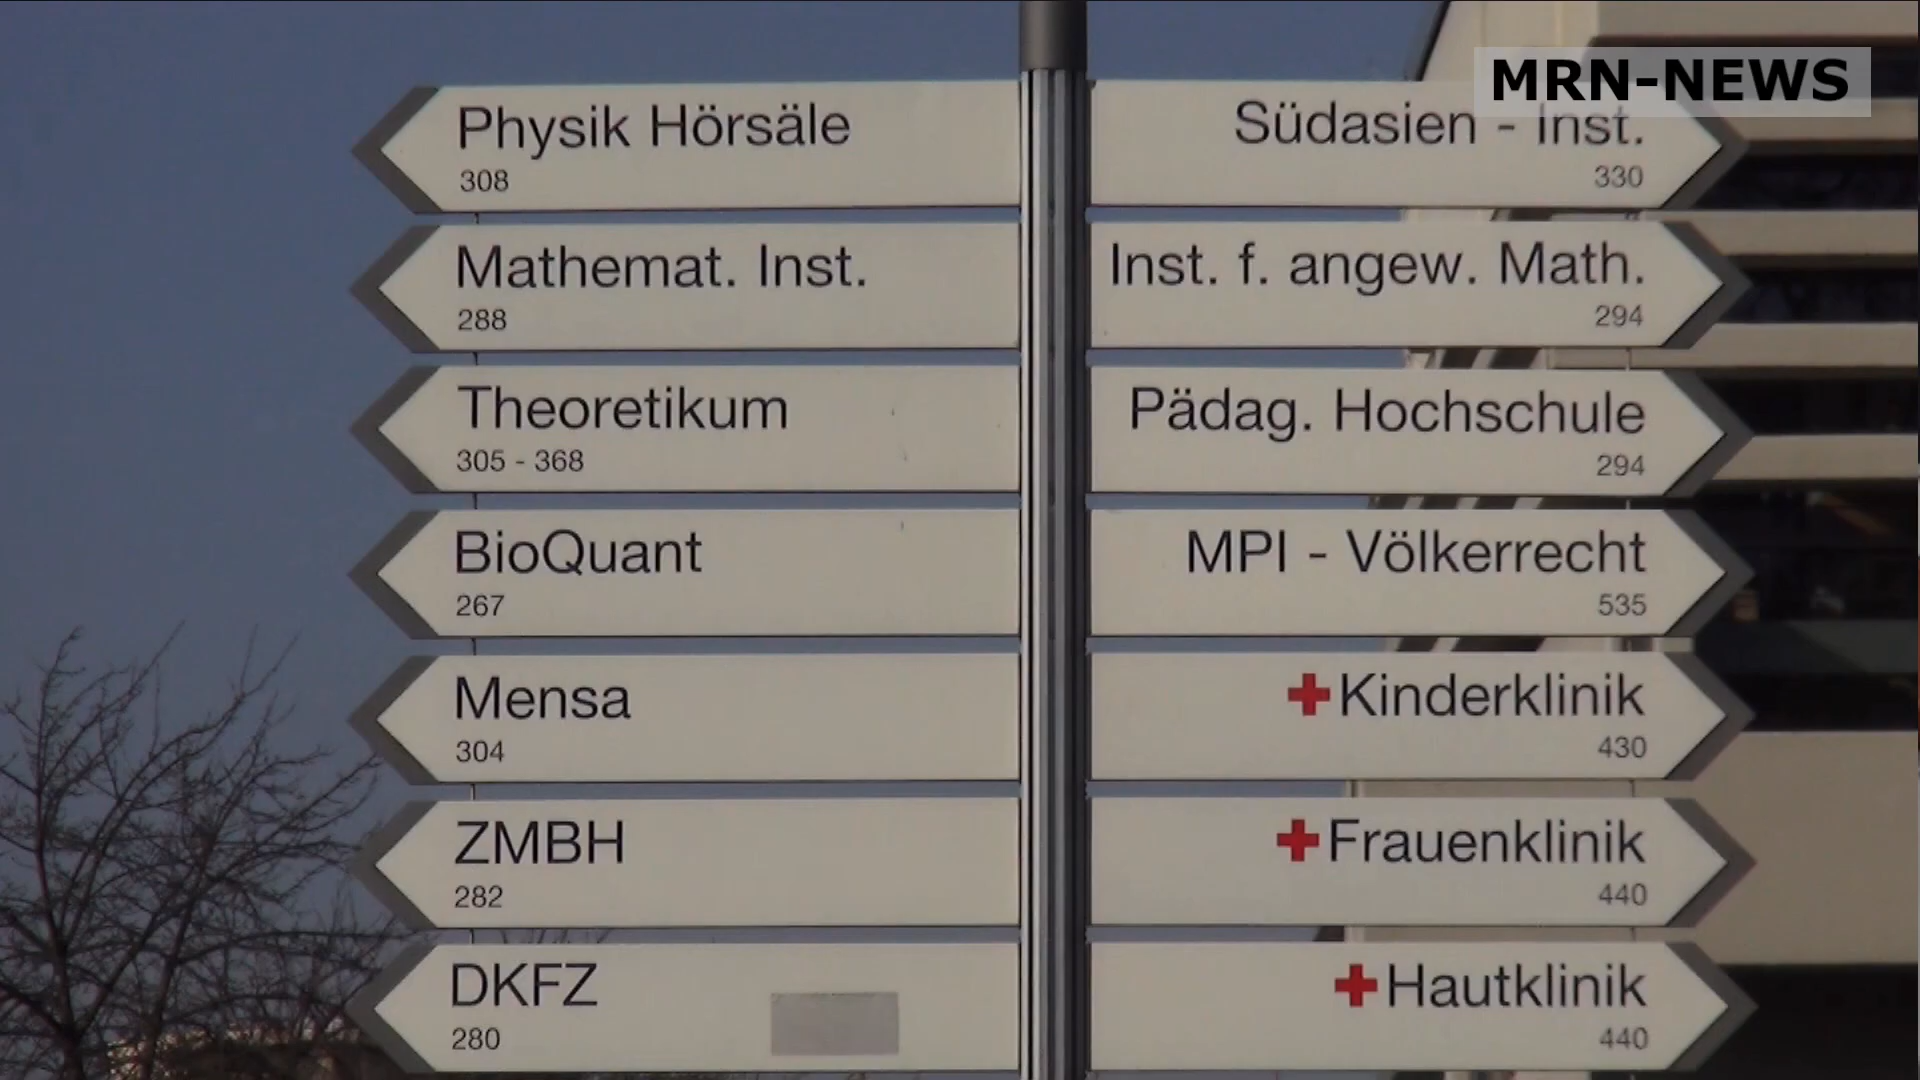 MRN-NEWS
Physik Hörsäle
308
Mathemat. Inst.
288
Theoretikum
305 - 368
BioQuant
267
Mensa
304
ZMBH
282
DKFZ
280
Südasien - Inst.
330
Inst. f. angew. Math.
294
Pädag. Hochschule
294
MPI - Völkerrecht
535
Kinderklinik
430
Frauenklinik
440
Hautklinik
440